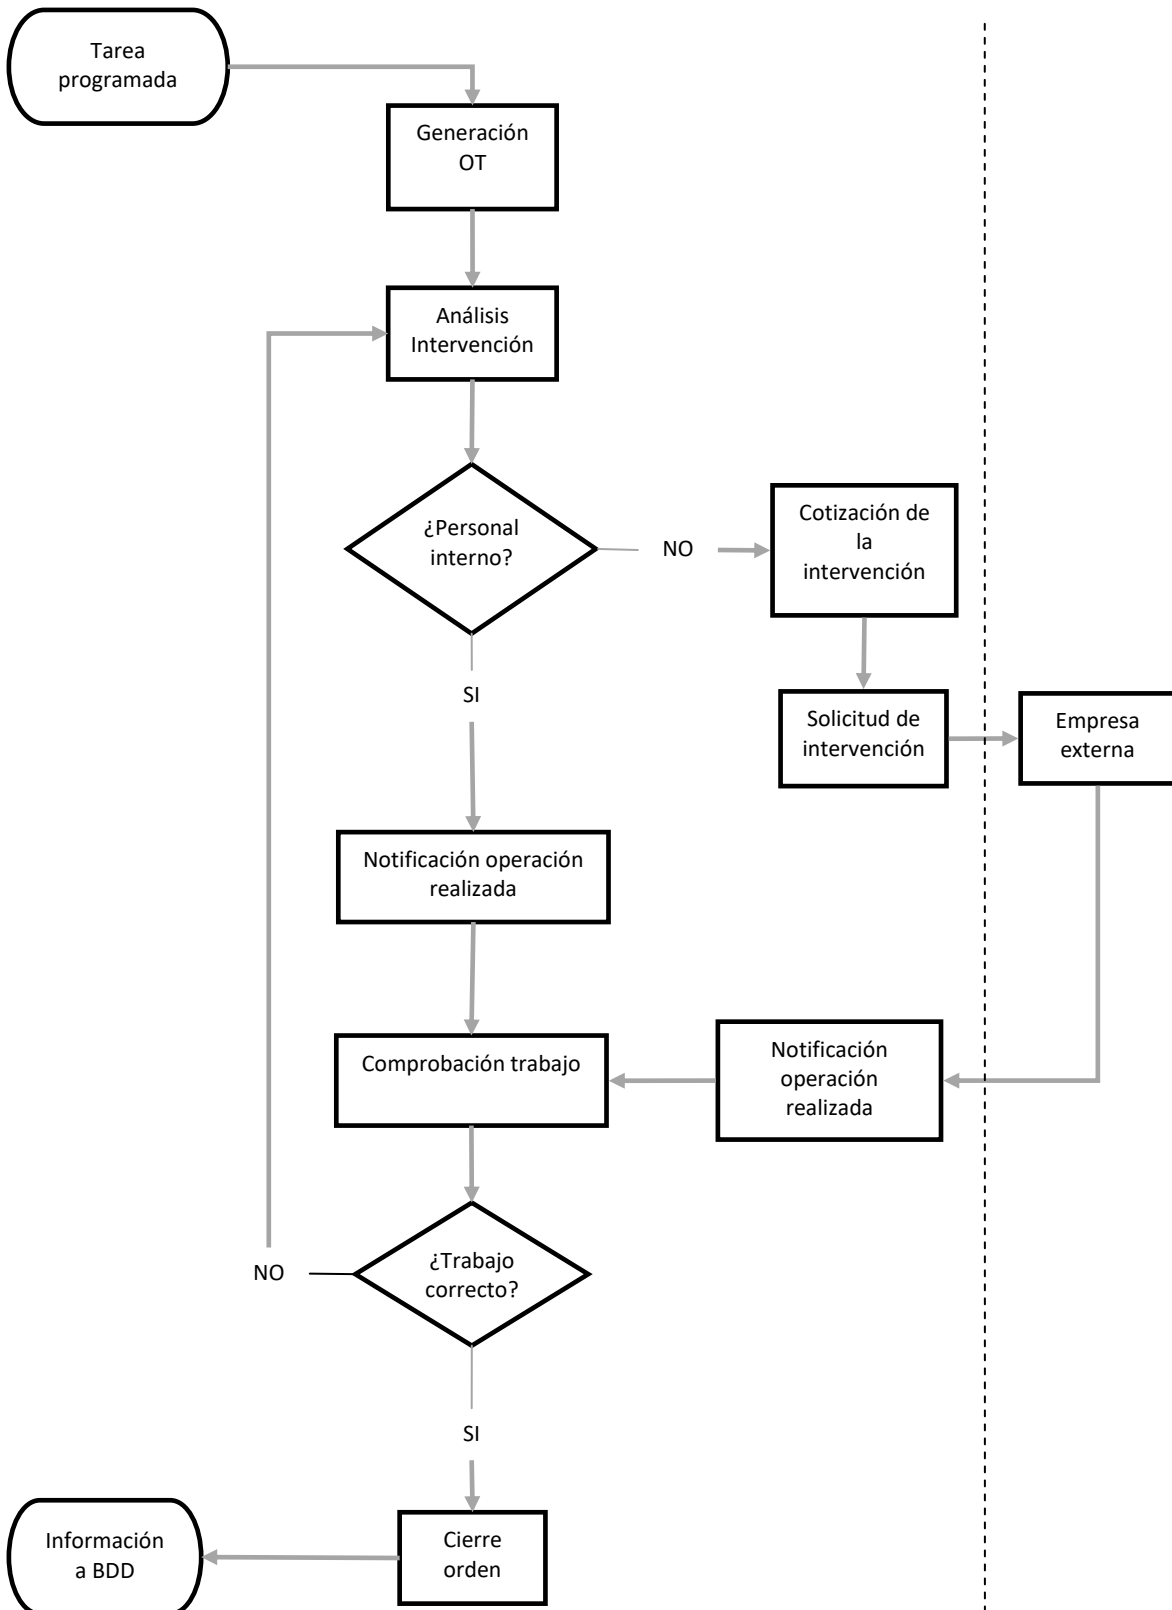 Tarea
programada
Generación
OT
Análisis
Intervención
¿Personal
interno?
NO
Cotización de
la
intervención
SI
Solicitud de
intervención
Empresa
externa
Notificación operación
realizada
Comprobación trabajo
Notificación
operación
realizada
¿Trabajo
correcto?
NO
SI
Información
a BDD
Cierre
orden